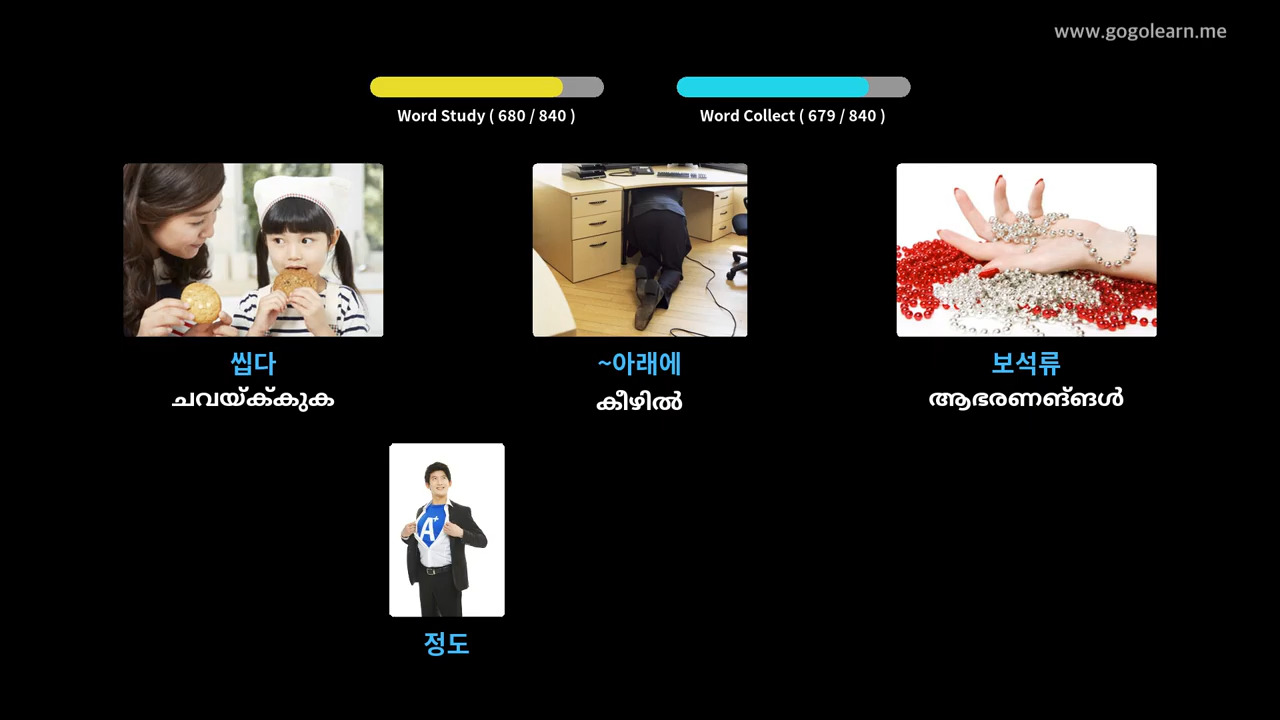 www.gogolearn.me
Word Study ( 680 / 840 )
Word Collect ( 679 / 840 )
씹다
~아래에
보석류
ചവയ്ക്കുക
കീഴിൽ
ആഭരണങ്ങൾ
A+
정도